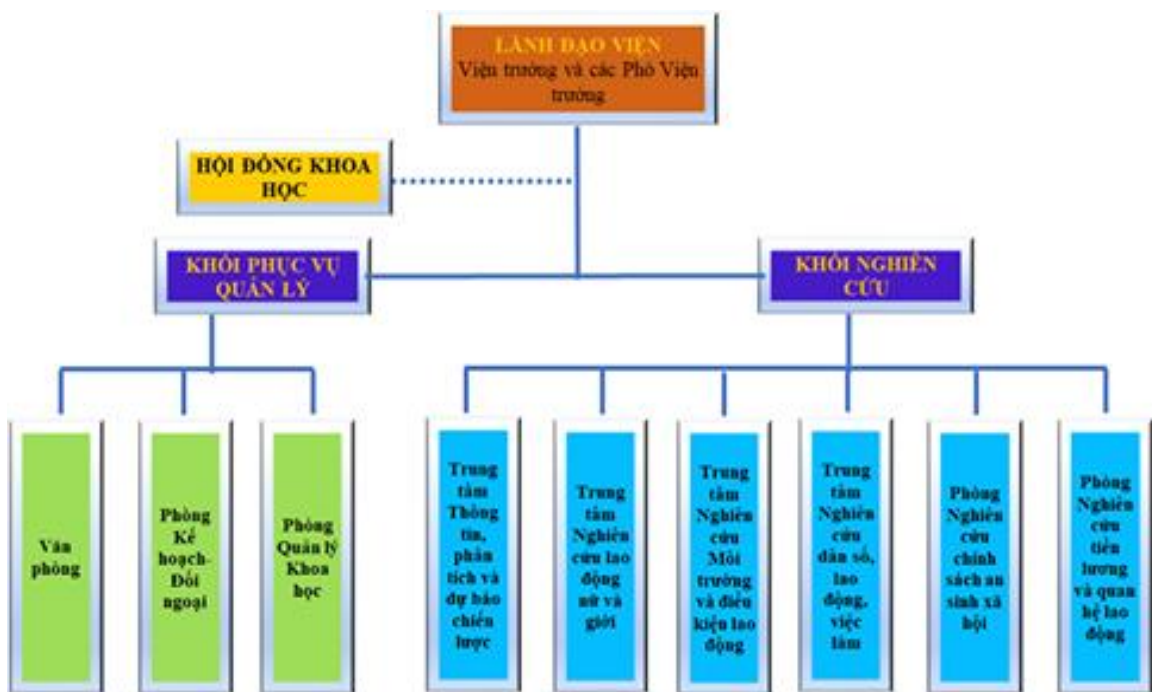 LÃNH ĐẠO VIỆN
Viện trưởng và các Phó Viện
trưởng
HỘI ĐỒNG KHOA
HỌC
KHỐI PHỤC VỤ
QUẢN LÝ
KHỐI NGHIÊN
CỨU
Văn
phòng
Phòng
Kế
hoạch-
Đối
ngoại
Phòng
Quản lý
Khoa
học
Trung
tâm
Thông
tin,
phân
tích và
dự báo
chiến
lược
Trung
tâm
Nghiên
cứu lao
động
nữ và
giới
Trung
tâm
Nghiên
cứu
Môi
trường
và điều
kiện lao
động
Trung
tâm
Nghiên
cứu
dân số,
lao
động,
việc
làm
Phòng
Nghiên
cứu
chính
sách an
sinh xã
hội
Phòng
Nghiên
cứu
tiền
lương
và quan
hệ lao
động